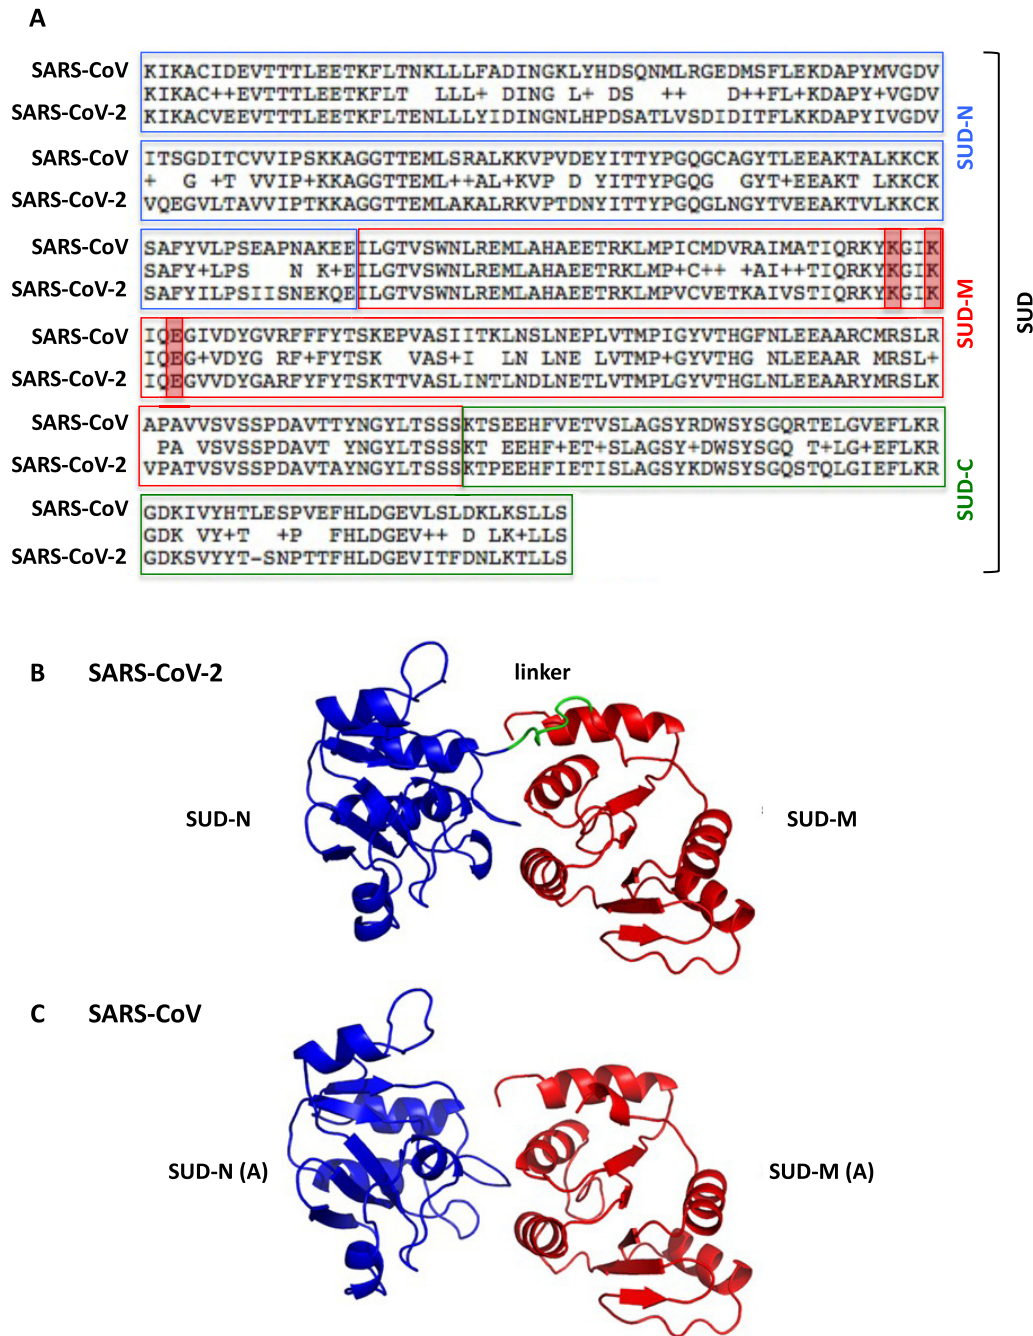 A
SARS-CoV KIKACIDEVTTTLEETKFLTNKLLLFADINGKLYHDSQNMLRGEDMSFLEKDAPYMVGDV
KIKAC++EVTTTLEETKFLT LLL+ DING L+ DS ++ D++FL+KDAPY+VGDV
SARS-CoV-2 KIKACVEEVTTTLEETKFLTENLLLYIDINGNLHPDSATLVSDIDITFLKKDAPYIVGDV
SUD-N
ITSGDITCVVIPSKKAGGTTEMLSRALKKVPVDEYITTYPGQGCAGYTLEEAKTALKKCK
SARS-CoV
+ G +T VVIP+KKAGGTTEML++AL+KVP D YITTYPGQG GYT+EEAKT LKKCK
SARS-CoV-2 VQEGVLTAVVIPTKKAGGTTEMLAKALRKVPTDNYITTYPGQGLNGYTVEEAKTVLKKCK
SARS-CoV SAFYVLPSEAPNAKEEILGTVSWNLREMLAHAEETRKLMPICMDVRAIMATIQRKYKGIK
SAFY+LPS N K+EILGTVSWNLREMLAHAEETRKLMP+C++ +AI++TIQRKYKGIK
SARS-CoV-2 SAFYILPSIISNEKQEILGTVSWNLREMLAHAEETRKLMPVCVETKAIVSTIQRKYKGIK
SUD-M
SUD
SARS-CoV IQEGIVDYGVRFFFYTSKEPVASIITKLNSLNEPLVTMPIGYVTHGFNLEEAARCMRSLR
IQEG+VDYG RF+FYTSK VAS+I LN LNE LVTMP+GYVTHG NLEEAAR MRSL+
SARS-CoV-2 IQEGVVDYGARFYFYTSKTTVASLINTLNDLNETLVTMPLGYVTHGLNLEEAARYMRSLK
SARS-CoV APAVVSVSSPDAVTTYNGYLTSSSKTSEEHFVETVSLAGSYRDWSYSGQRTELGVEFLKR
PA VSVSSPDAVT YNGYLTSSSKT EEHF+ET+SLAGSY+DWSYSGQ T+LG+EFLKR
SARS-CoV-2 VPATVSVSSPDAVTAYNGYLTSSSKTPEEHFIETISLAGSYKDWSYSGQSTQLGIEFLKR
SUD-C
SARS-CoV GDKIVYHTLESPVEFHLDGEVLSLDKLKSLLS
GDK VY+T +P FHLDGEV++ D LK+LLS
SARS-CoV-2 GDKSVYYT-SNPTTFHLDGEVITFDNLKTLLS
B SARS-CoV-2
linker
SUD-N
SUD-M
C SARS-CoV
SUD-N (A)
SUD-M (A)